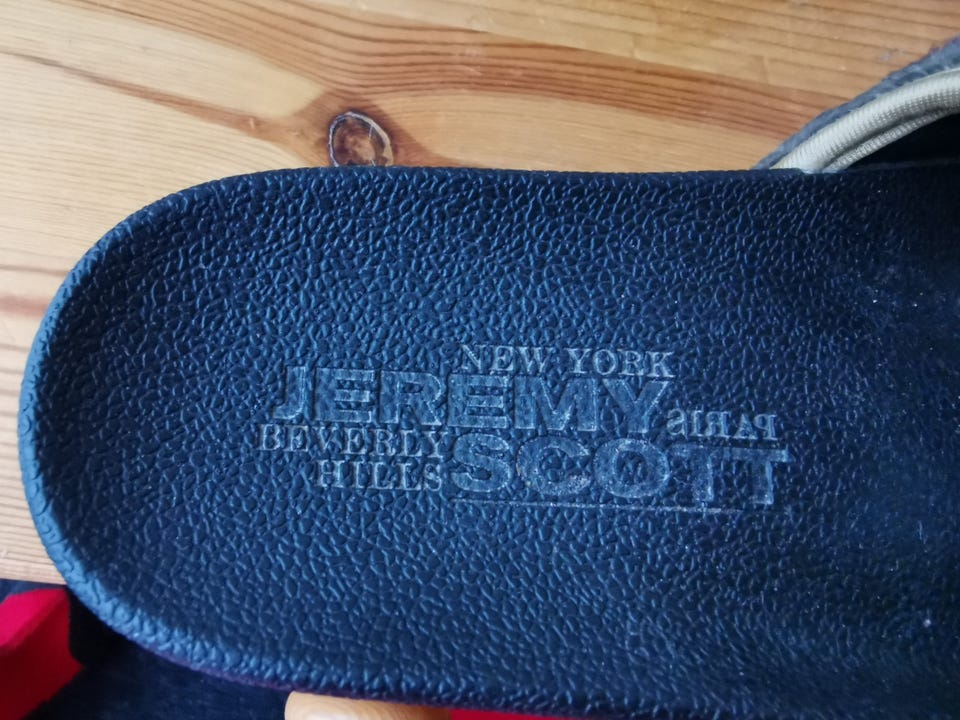 NEW YORK
JEREMY PARIS
BEVERLY
HILLS SCOTT